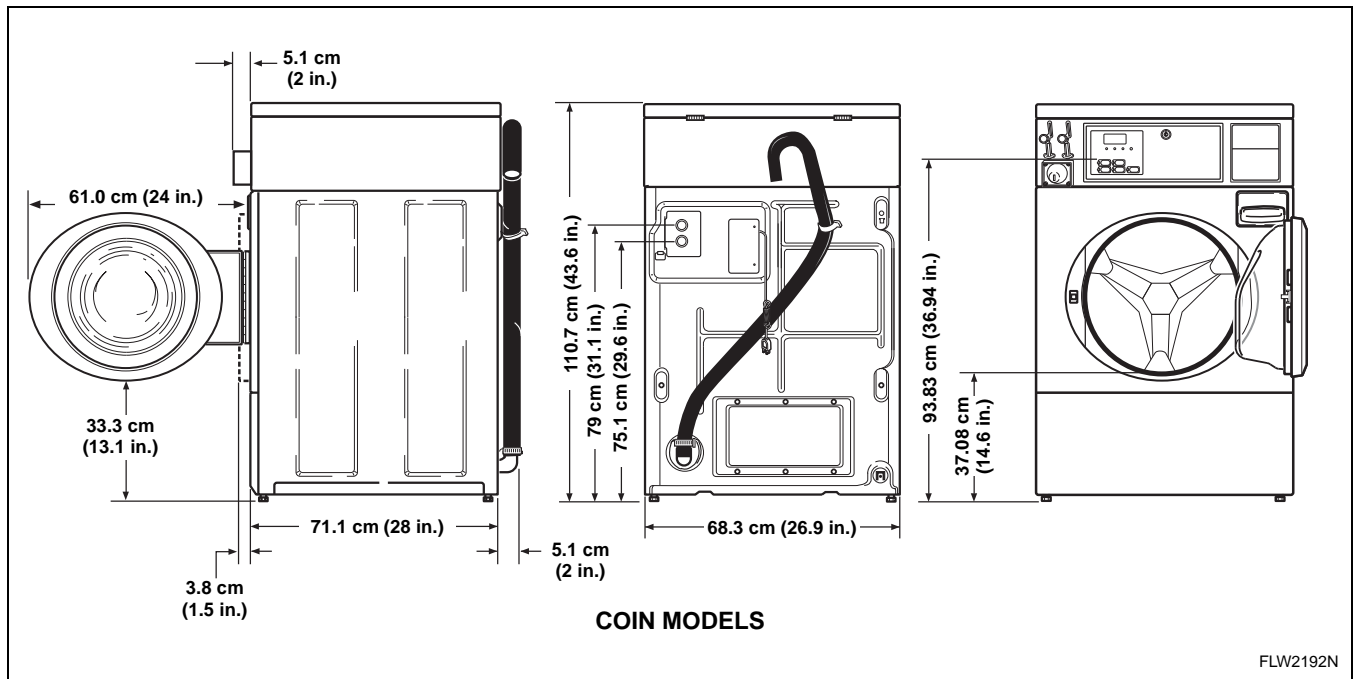 5.1 cm
(2 in.)
61.0 cm (24 in.)
33.3 cm
(13.1 in.)
71.1 cm (28 in.)
3.8 cm
(1.5 in.)
5.1 cm
(2 in.)
110.7 cm (43.6 in.)
79 cm (31.1 in.)
75.1 cm (29.6 in.)
68.3 cm (26.9 in.)
93.83 cm (36.94 in.)
37.08 cm
(14.6 in.)
COIN MODELS
FLW2192N